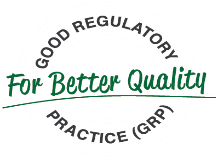 GOOD REGULATORY
For Better Quality
PRACTICE (GRP)